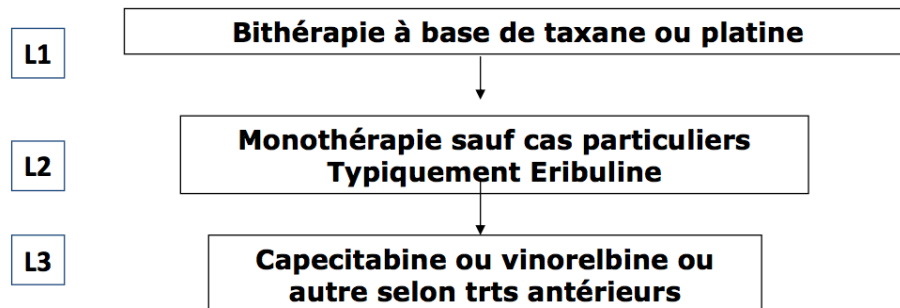 L1
Bithérapie à base de taxane ou platine
L2
Monothérapie sauf cas particuliers
Typiquement Eribuline
L3
Capecitabine ou vinorelbine ou
autre selon trts antérieurs